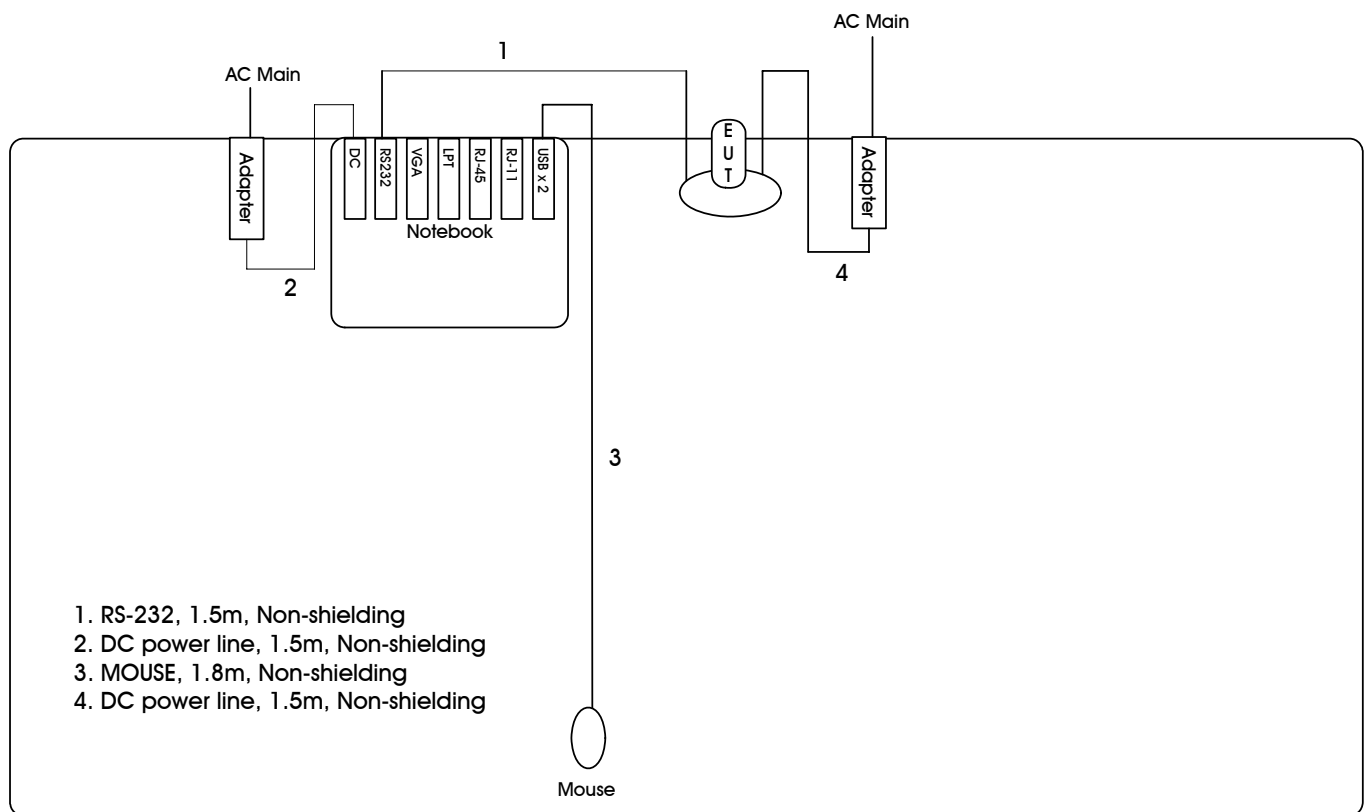 AC Main
1
AC Main
E
U
T
Adapter
DC
RS232
VGA
LPT
RJ-45
RJ-11
USB x 2
Adapter
Notebook
2
4
3
1. RS-232, 1.5m, Non-shielding
2. DC power line, 1.5m, Non-shielding
3. MOUSE, 1.8m, Non-shielding
4. DC power line, 1.5m, Non-shielding
Mouse